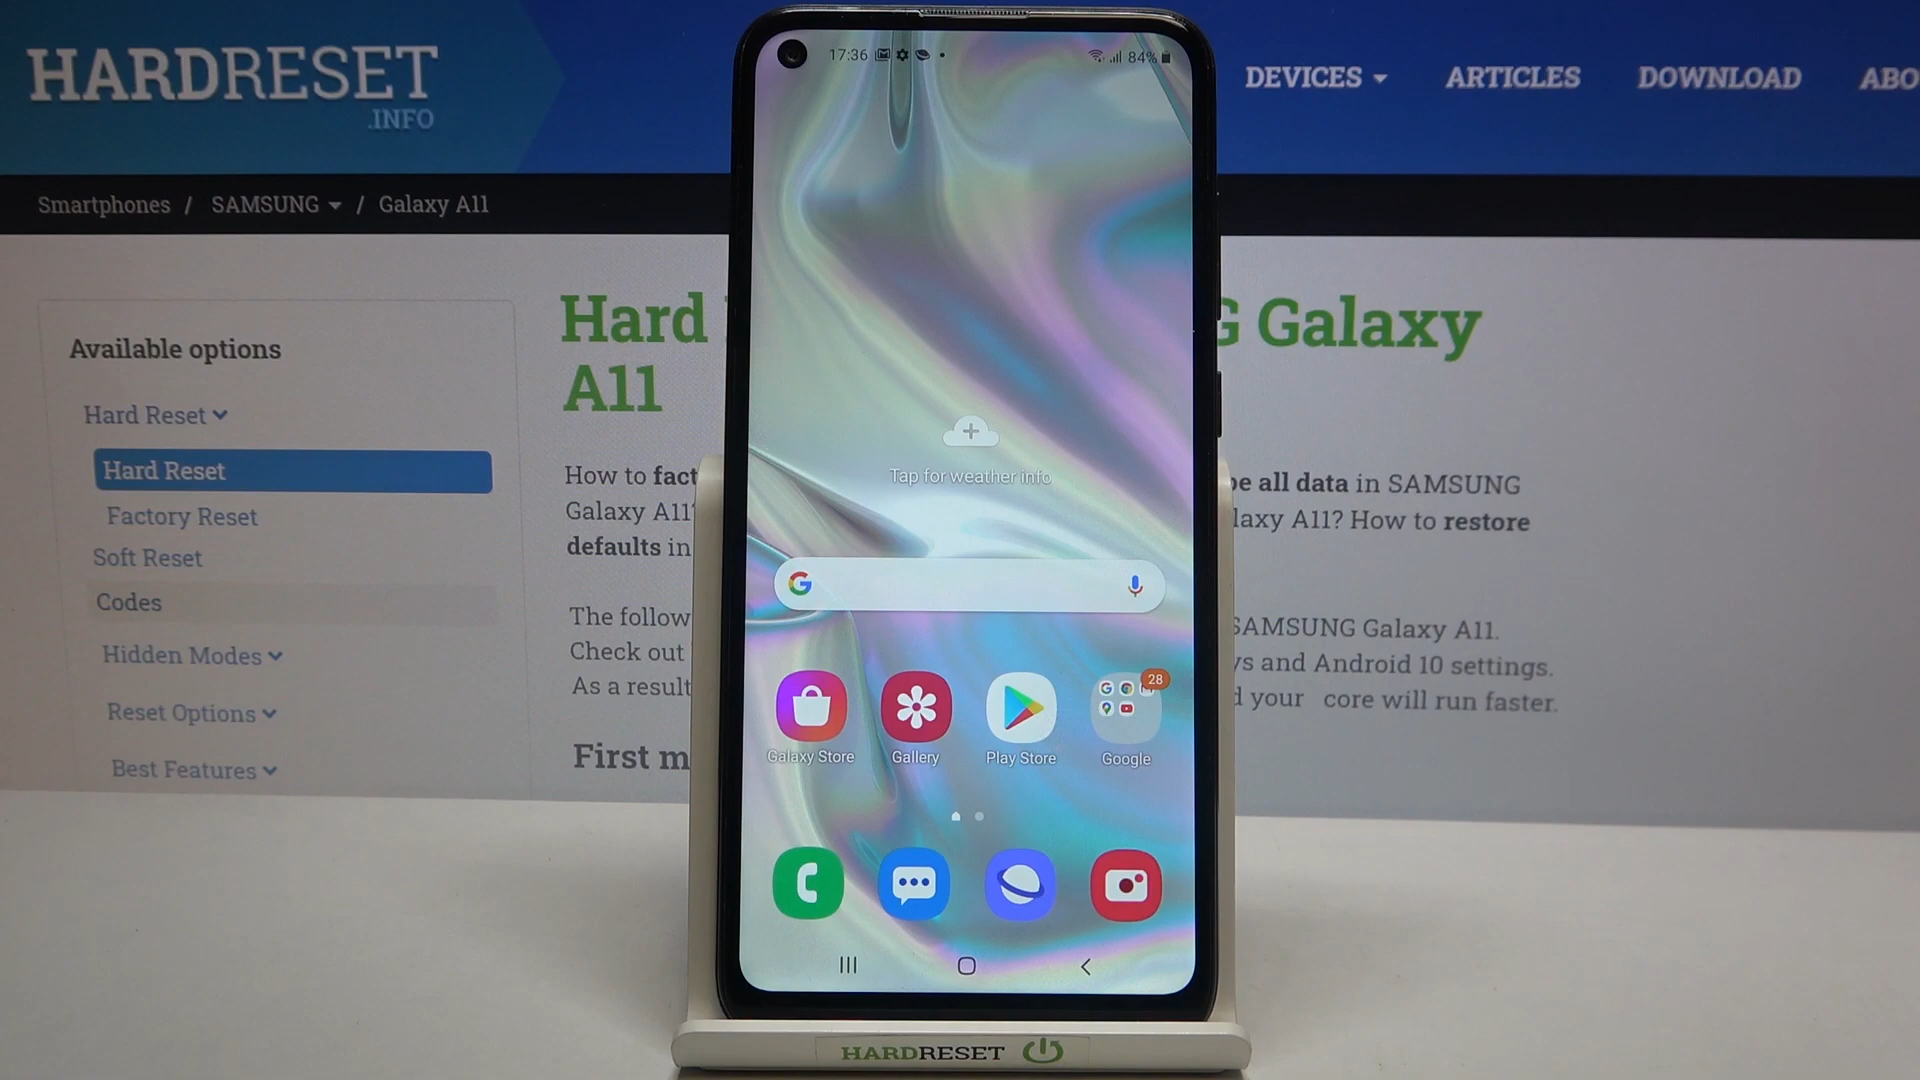 HARDRESET
.INFO
DEVICES
ARTICLES
DOWNLOAD
ABO
Smartphones / SAMSUNG / Galaxy A11
Available options
Hard Reset
Hard Reset
Factory Reset
Soft Reset
Codes
Hidden Modes
Reset Options
Best Features
Hard
G Galaxy
A11
How to fact
Galaxy A11?
defaults in
The follow
Check out
As a result
First m
be all data in SAMSUNG
laxy A11? How to restore
SAMSUNG Galaxy A11.
ys and Android 10 settings.
d your core will run faster.
17:36
84%
Tap for weather info
28
Galaxy Store
Gallery
Play Store
Google
HARDRESET